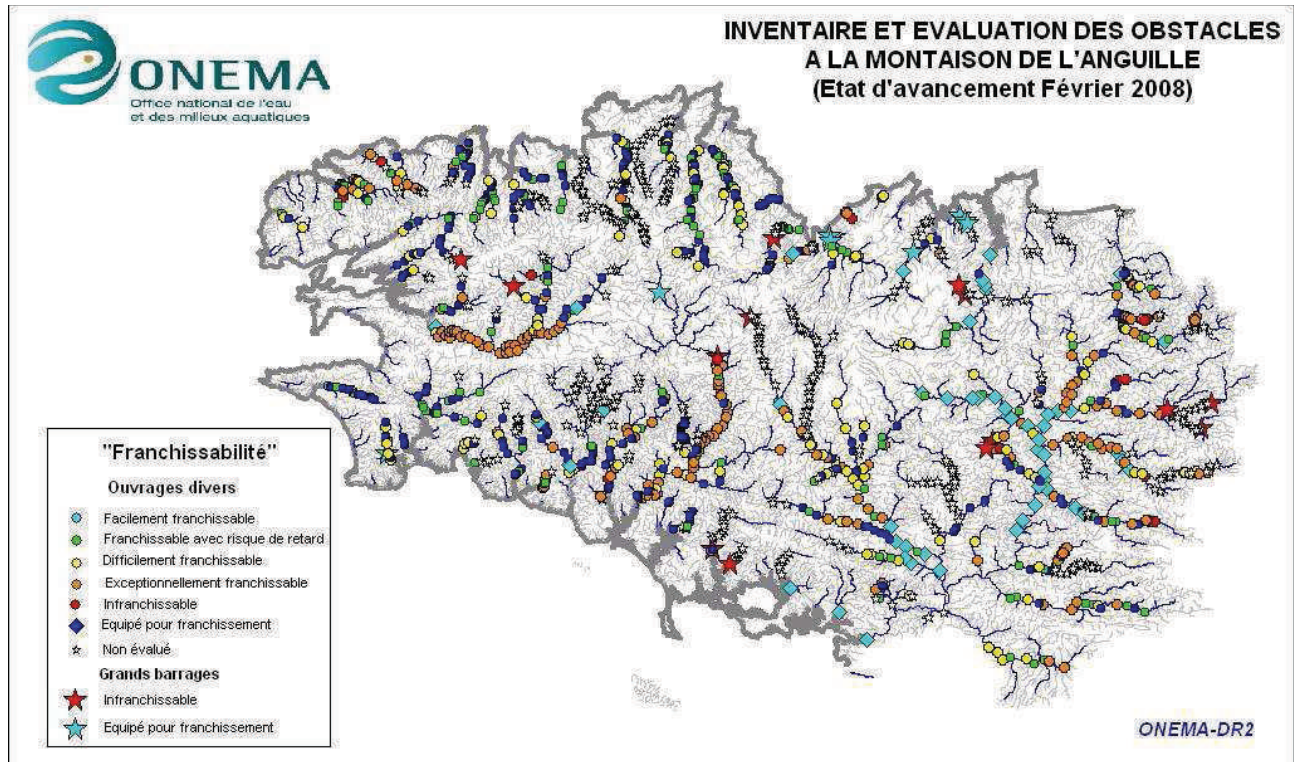 ONEMA
Office national de l'eau
et des milieux aquatiques
INVENTAIRE ET EVALUATION DES OBSTACLES
A LA MONTAISON DE L'ANGUILLE
(Etat d'avancement Février 2008)
"Franchissabilité"
Ouvrages divers
Facilement franchissable
Franchissable avec risque de retard
Difficilement franchissable
Exceptionnellement franchissable
Infranchissable
Equipé pour franchissement
Non évalué
Grands barrages
Infranchissable
Equipé pour franchissement
ONEMA-DR2